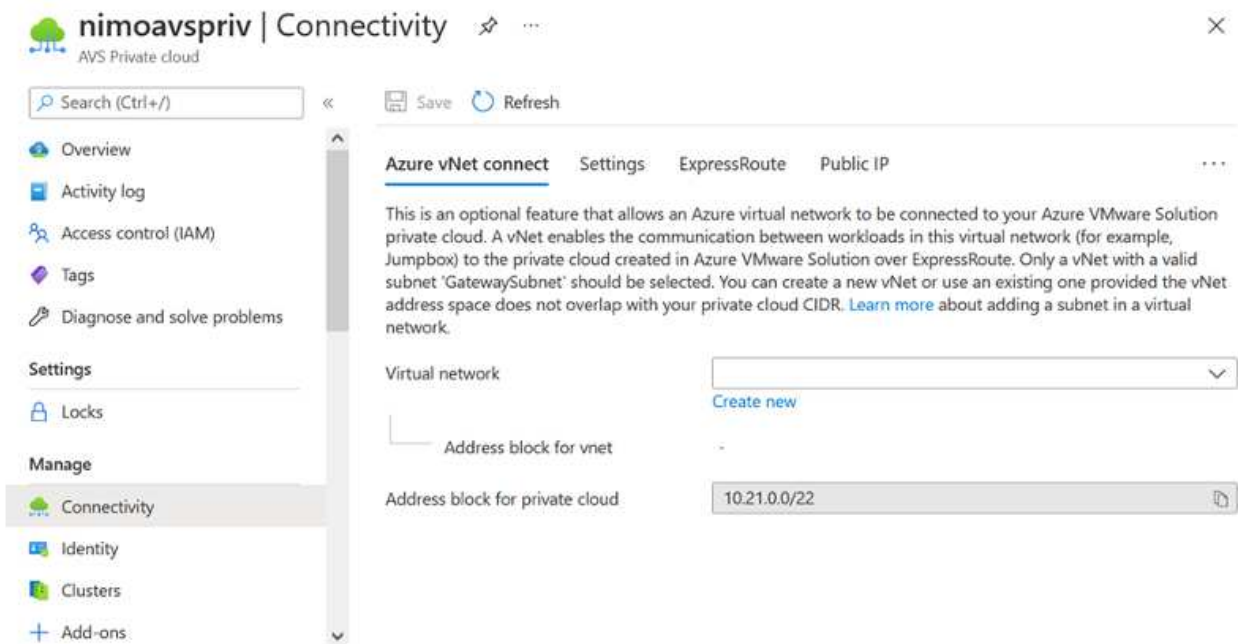 nimoavspriv | Connectivity
AVS Private cloud
Search (Ctrl+/)
Overview
Activity log
Access control (IAM)
Tags
Diagnose and solve problems
Settings
Locks
Manage
Connectivity
Identity
Clusters
Add-ons
Save Refresh
Azure vNet connect Settings ExpressRoute Public IP
This is an optional feature that allows an Azure virtual network to be connected to your Azure VMware Solution
private cloud. A vNet enables the communication between workloads in this virtual network (for example,
Jumpbox) to the private cloud created in Azure VMware Solution over ExpressRoute. Only a vNet with a valid
subnet 'GatewaySubnet' should be selected. You can create a new vNet or use an existing one provided the vNet
address space does not overlap with your private cloud CIDR. Learn more about adding a subnet in a virtual
network.
Virtual network
Create new
Address block for vnet -
Address block for private cloud 10.21.0.0/22